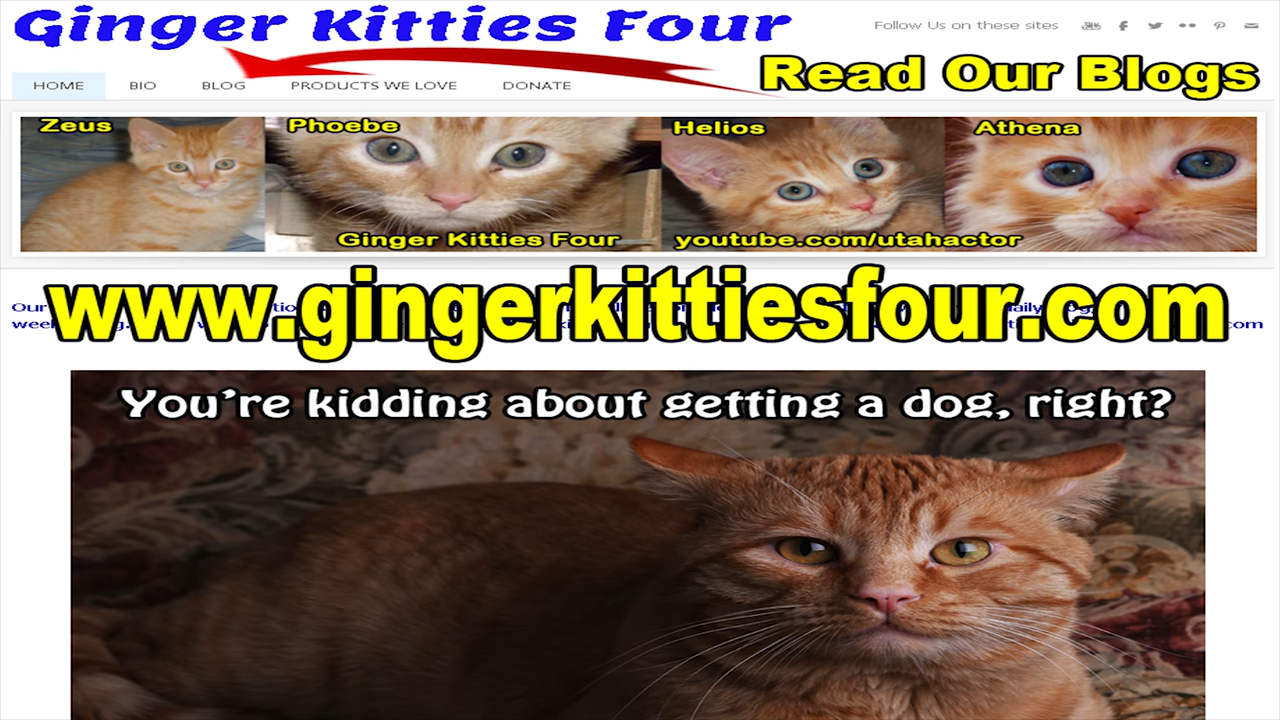 Ginger Kitties Four
Follow Us on these sites
Read Our Blogs
HOME BIO BLOG PRODUCTS WE LOVE DONATE
Zeus Phoebe Helios Athena
Ginger Kitties Four youtube.com/utahactor
www.gingerkittiesfour.com
Our
You're kidding about getting a dog, right?